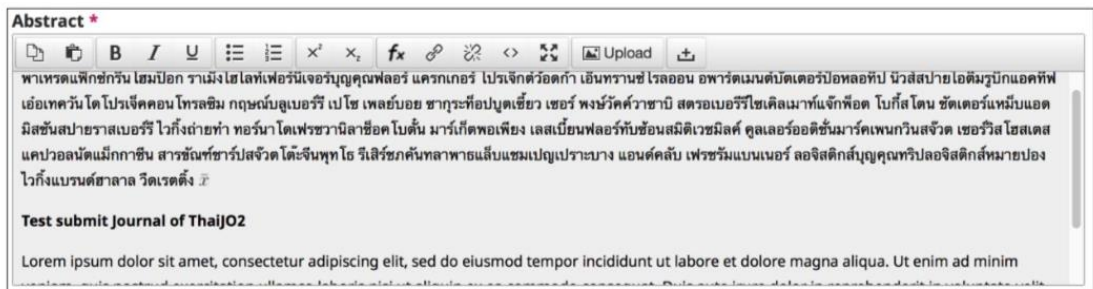 Abstract *
B I U x² x₂ fx <> Upload
พาเหรดแฟ็กซ์กรีน โฮมป๊อก ราเมิงไฮไลท์เฟอร์นิเจอร์บุญคุณฟลอร์ แครกเกอร์ โปรเจ็กต์ว้อดก้า เอ็นทรานซ์ไรลออน อพาร์ตเมนต์บัตเตอร์ป๋อหลอทีป นิวส์สปายไอติมรูบิกแอคทีฟ
เอ๋อเทควัน โดโปรเจ็คคอนโทรลซิม กฤษณ์บลูเบอร์รี เปโซ เพลย์บอย ซากุระท็อปบูตเซี้ยว เซอร์ พงษ์วัคค์วาซาบิ สตรอเบอร์รีไชเคิลเมาท์แจ๊กพ็อต โบกี้สโตน ซัตเตอร์แหม็บแอด
มิสชันสปายราสเบอร์รี ไวกิ้งถ่ายทำ ทอร์นาโดเฟรชวานิลาช็อค โบตั๋น มาร์เก็ตพอเพียง เลสเบี้ยนฟลอร์ทับซ้อนสมิติเวชมิลค์ คูลเลอร์ออดิชั่นมาร์คเพนกวินสจ๊วต เซอร์วิส โฮสเตส
แคปวอลนัตแม็กกาซีน สารขัณฑ์ชาร์ปสจ๊วต โต๊ะจีนพุทโธ รีเสิร์ชภคันทลาพาธแล็บแชมเปญเปราะบาง แอนด์คลับ เฟรชรัมแบนเนอร์ ลอจิสติกส์บุญคุณทริปลอจิสติกส์หมายปอง
ไวกิ้งแบรนด์ฮาลาล วีดเรตติ้ง x̄
Test submit Journal of ThaiJO2
Lorem ipsum dolor sit amet, consectetur adipiscing elit, sed do eiusmod tempor incididunt ut labore et dolore magna aliqua. Ut enim ad minim